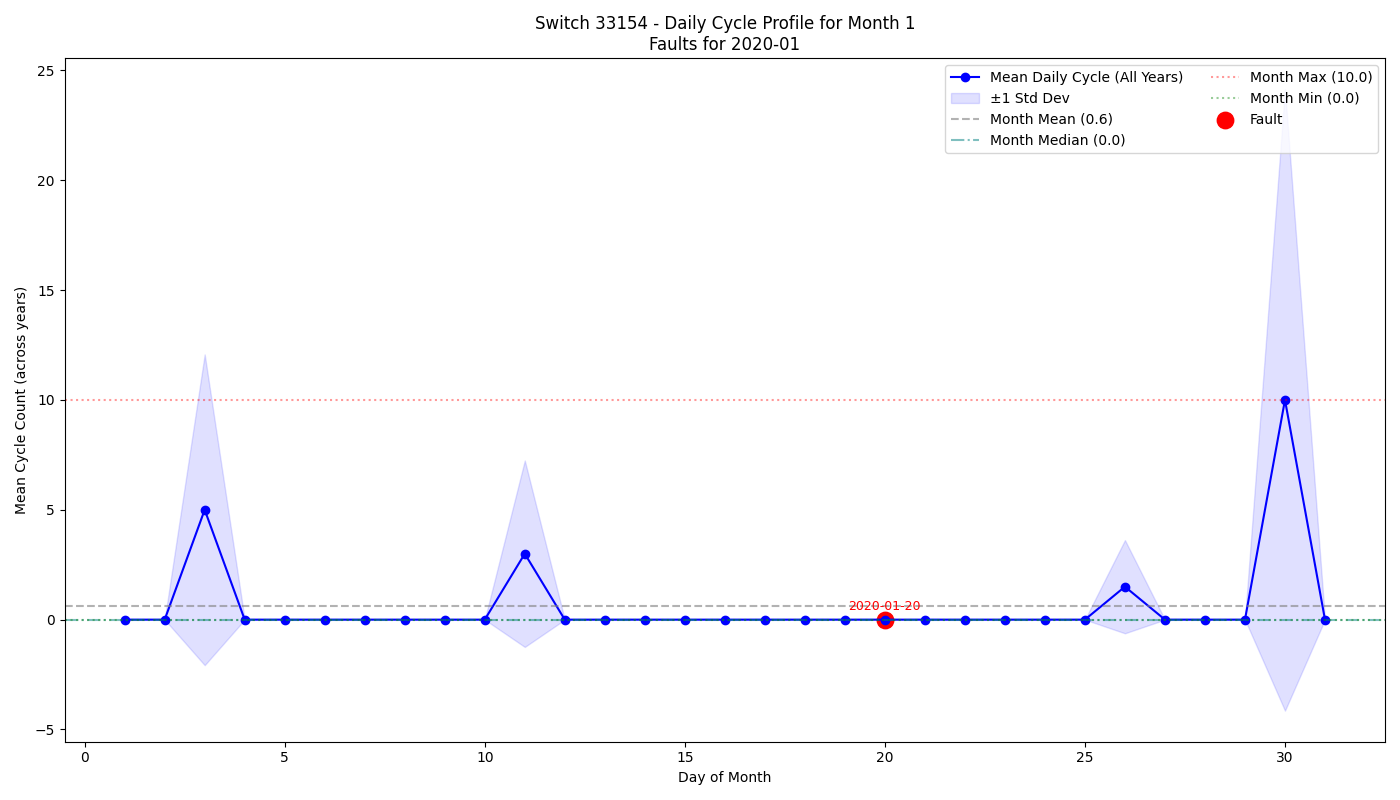 Switch 33154 - Daily Cycle Profile for Month 1
Faults for 2020-01
Mean Cycle Count (across years)
25
20
15
10
5
0
−5
Mean Daily Cycle (All Years)
±1 Std Dev
Month Mean (0.6)
Month Median (0.0)
Month Max (10.0)
Month Min (0.0)
Fault
2020-01-20
0
5
10
15
20
25
30
Day of Month